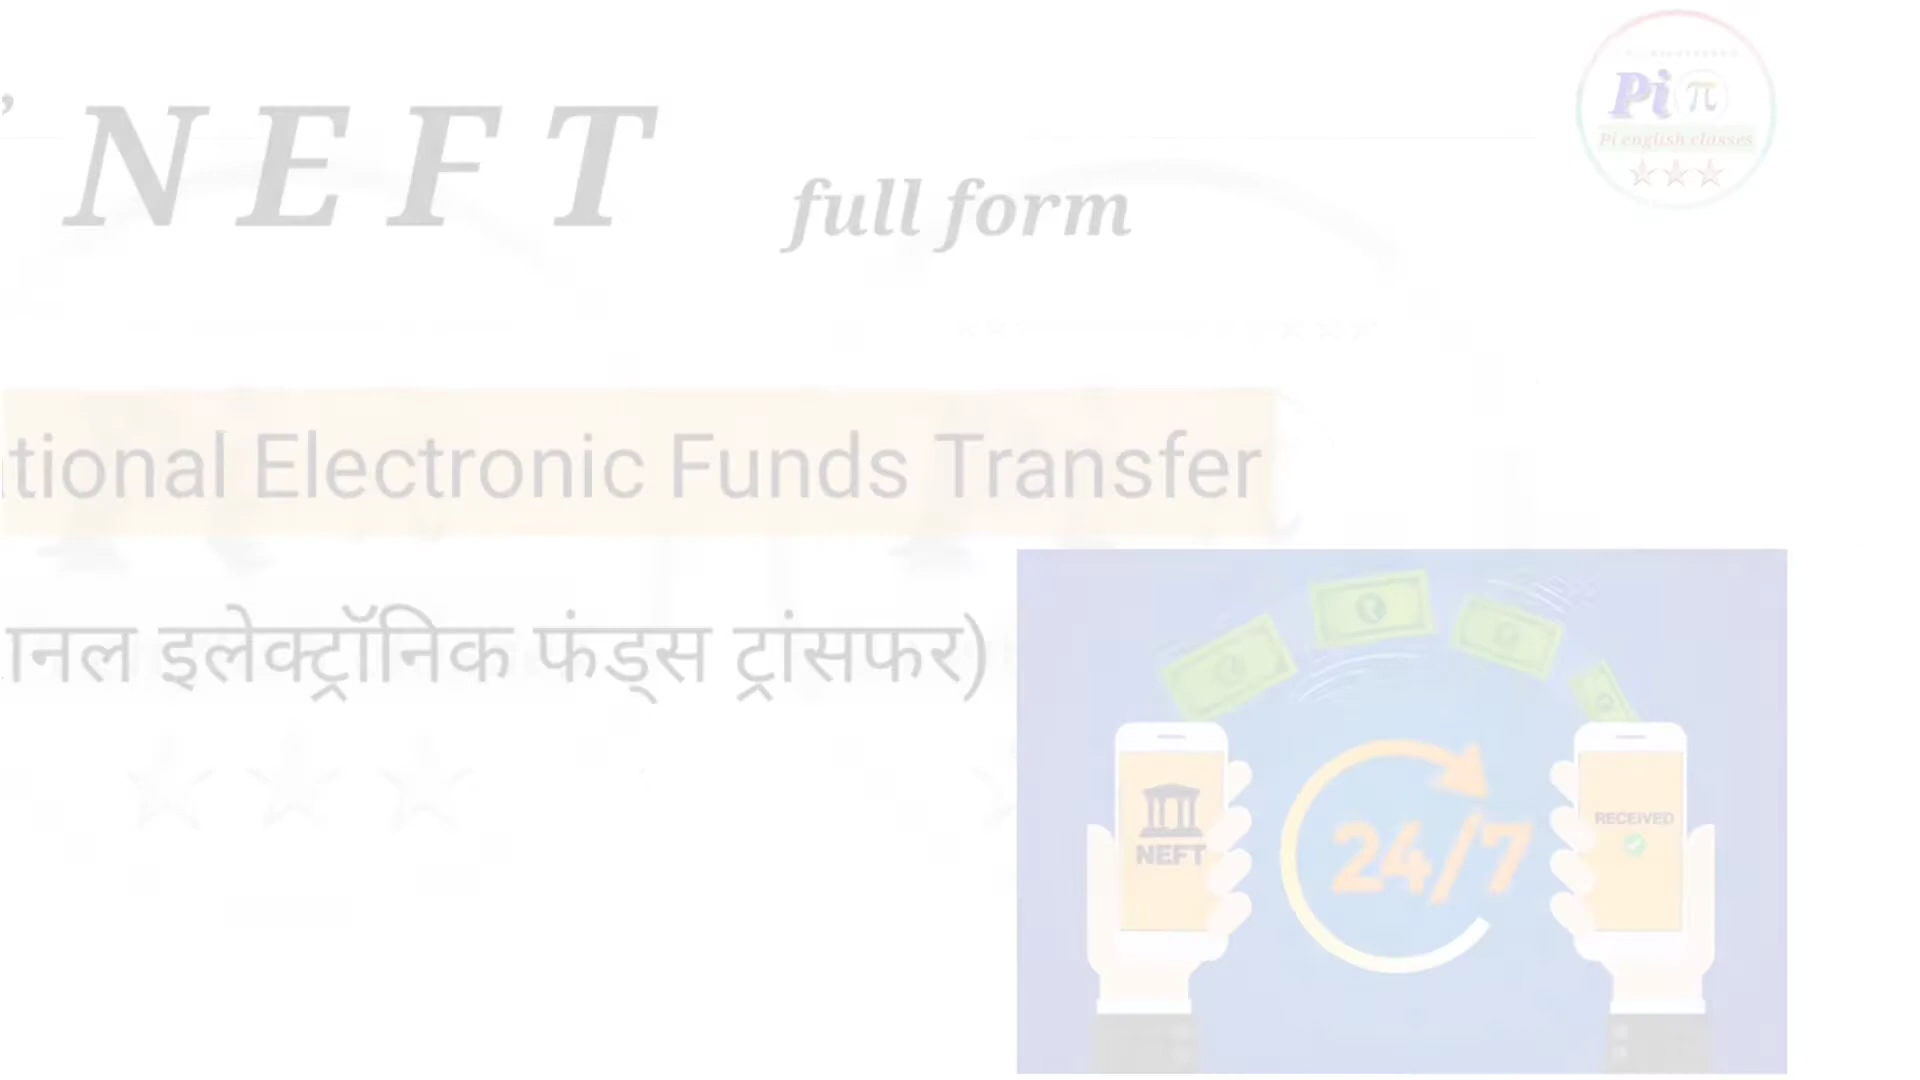 ’ N E F T full form
Pi π
Pi english classes
tional Electronic Funds Transfer
ानल इलेक्ट्रॉनिक फंड्स ट्रांसफर)
NEFT
24/7
RECEIVED